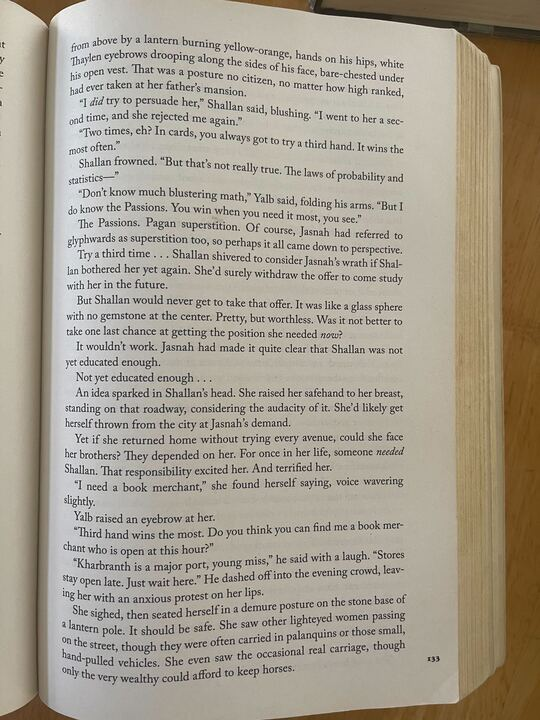 from above by a lantern burning yellow-orange, hands on his hips, white
Thaylen eyebrows drooping along the sides of his face, bare-chested under
his open vest. That was a posture no citizen, no matter how high ranked,
had ever taken at her father's mansion.
"I did try to persuade her," Shallan said, blushing. "I went to her a sec-
ond time, and she rejected me again."
"Two times, eh? In cards, you always got to try a third hand. It wins the
most often."
Shallan frowned. "But that's not really true. The laws of probability and
statistics—"
"Don't know much blustering math," Yalb said, folding his arms. "But I
do know the Passions. You win when you need it most, you see."
The Passions. Pagan superstition. Of course, Jasnah had referred to
glyphwards as superstition too, so perhaps it all came down to perspective.
Try a third time . . . Shallan shivered to consider Jasnah's wrath if Shal-
lan bothered her yet again. She'd surely withdraw the offer to come study
with her in the future.
But Shallan would never get to take that offer. It was like a glass sphere
with no gemstone at the center. Pretty, but worthless. Was it not better to
take one last chance at getting the position she needed now?
It wouldn't work. Jasnah had made it quite clear that Shallan was not
yet educated enough.
Not yet educated enough . . .
An idea sparked in Shallan's head. She raised her safehand to her breast,
standing on that roadway, considering the audacity of it. She'd likely get
herself thrown from the city at Jasnah's demand.
Yet if she returned home without trying every avenue, could she face
her brothers? They depended on her. For once in her life, someone needed
Shallan. That responsibility excited her. And terrified her.
"I need a book merchant," she found herself saying, voice wavering
slightly.
Yalb raised an eyebrow at her.
"Third hand wins the most. Do you think you can find me a book mer-
chant who is open at this hour?"
"Kharbranth is a major port, young miss," he said with a laugh. "Stores
stay open late. Just wait here." He dashed off into the evening crowd, leav-
ing her with an anxious protest on her lips.
She sighed, then seated herself in a demure posture on the stone base of
a lantern pole. It should be safe. She saw other lighteyed women passing
on the street, though they were often carried in palanquins or those small,
hand-pulled vehicles. She even saw the occasional real carriage, though
only the very wealthy could afford to keep horses.
133